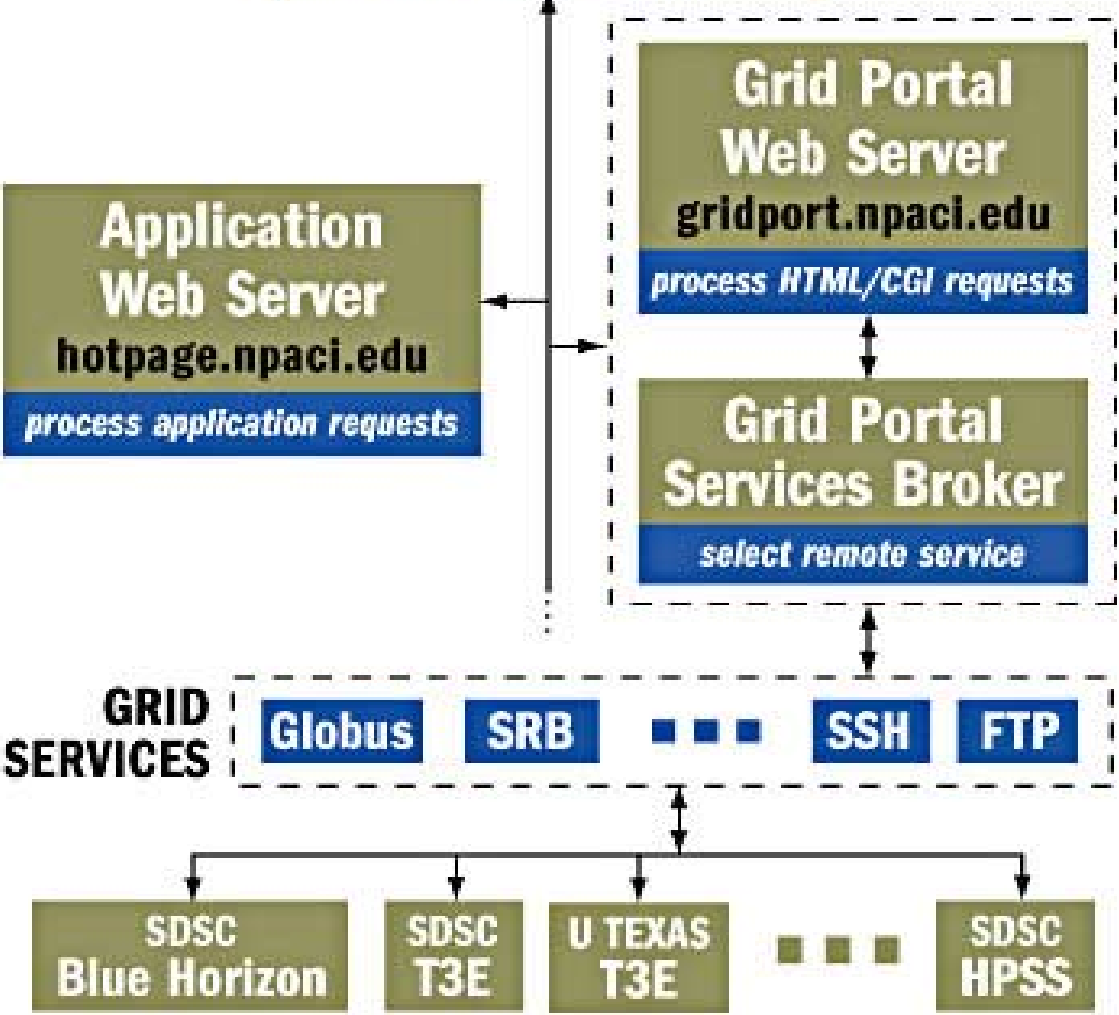 Grid Portal
Web Server
gridport.npaci.edu
process HTML/CGI requests
Application
Web Server
hotpage.npaci.edu
process application requests
Grid Portal
Services Broker
select remote service
GRID
SERVICES
Globus
SRB
SSH
FTP
SDSC
Blue Horizon
SDSC
T3E
U TEXAS
T3E
SDSC
HPSS